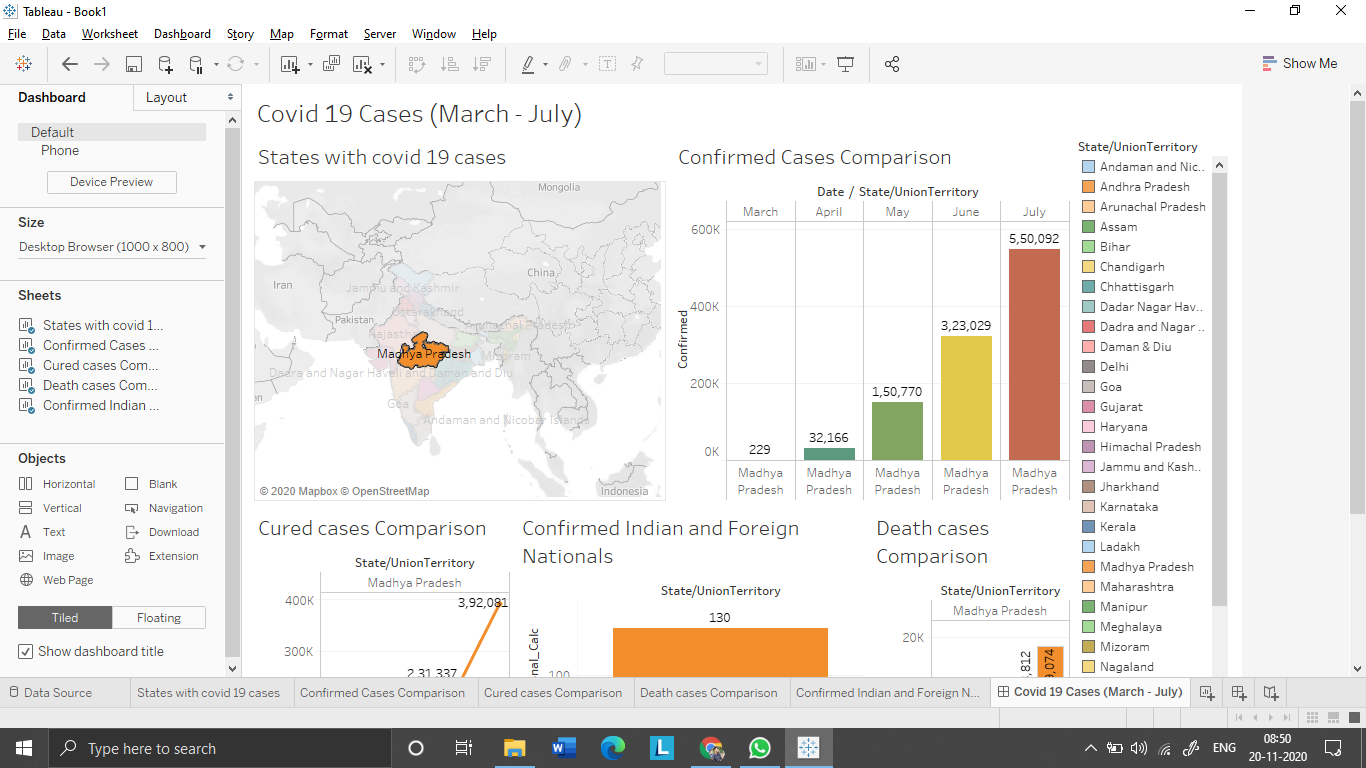 Tableau - Book1
File Data Worksheet Dashboard Story Map Format Server Window Help
Show Me
Dashboard
Layout
Default
Phone
Device Preview
Size
Desktop Browser (1000 x 800)
Sheets
States with covid 1...
Confirmed Cases ...
Cured cases Com...
Death cases Com...
Confirmed Indian ...
Objects
Horizontal
Blank
Vertical
Navigation
Text
Download
Image
Extension
Web Page
Tiled
Floating
Show dashboard title
Covid 19 Cases (March - July)
States with covid 19 cases
Mongolia
China
Iran
Jammu and Kashmir
Pakistan
Uttarakhand
Arunachal Pradesh
Rajasthan
Madhya Pradesh
Mizoram
Dadra and Nagar Haveli and Daman and Diu
Goa
Andaman and Nicobar Islands
© 2020 Mapbox © OpenStreetMap
Indonesia
Confirmed Cases Comparison
Date / State/UnionTerritory
March April May June July
600K
400K
200K
0K
Confirmed
229
32,166
1,50,770
3,23,029
5,50,092
Madhya Pradesh
Madhya Pradesh
Madhya Pradesh
Madhya Pradesh
Madhya Pradesh
State/UnionTerritory
Andaman and Nic..
Andhra Pradesh
Arunachal Pradesh
Assam
Bihar
Chandigarh
Chhattisgarh
Dadar Nagar Hav..
Dadra and Nagar ..
Daman & Diu
Delhi
Goa
Gujarat
Haryana
Himachal Pradesh
Jammu and Kash..
Jharkhand
Karnataka
Kerala
Ladakh
Madhya Pradesh
Maharashtra
Manipur
Meghalaya
Mizoram
Nagaland
Cured cases Comparison
State/UnionTerritory
Madhya Pradesh
400K
300K
3,92,081
2,31,337
Confirmed Indian and Foreign
Nationals
State/UnionTerritory
130
100
nal_Calc
Death cases
Comparison
State/UnionTerritory
Madhya Pradesh
20K
,812
,074
Data Source
States with covid 19 cases
Confirmed Cases Comparison
Cured cases Comparison
Death cases Comparison
Confirmed Indian and Foreign N...
Covid 19 Cases (March - July)
Type here to search
ENG
08:50
20-11-2020